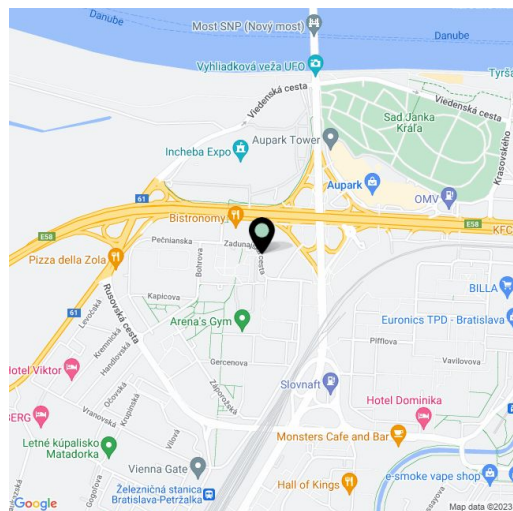 Danube
Most SNP (Nový most)
Danube
Vyhliadková veža UFO
Tyrša
Viedenská cesta
Viedenská cesta
Sad Janka
Kráľa
Krasovského
Aupark Tower
Incheba Expo
Aupark
OMV
61
Bistronomy
E58
E58
KFC
Pečnianska
Zadunajská cesta
Pizza della Zola
Bohrova
BILLA
Rusovská cesta
Kapicova
61
Levočská
Arena's Gym
Euronics TPD - Bratislava
Kremnická
Pifflova
Handlovská
Vavilovova
Gercenova
Hotel Viktor
Slovnaft
Očovská
Krupinská
Záporožská
Hotel Dominika
BERG
Vranovská
Vilova
Monsters Cafe and Bar
Letné kúpalisko
Matadorka
Vienna Gate
Hall of Kings
e-smoke vape shop
Gogoľova
Železničná stanica
Bratislava-Petržalka
Google
Map data ©2023